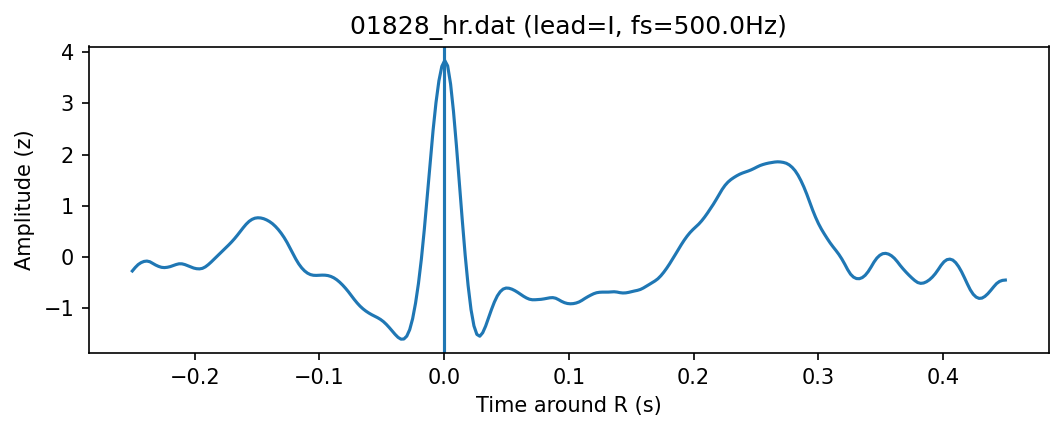 01828_hr.dat (lead=I, fs=500.0Hz)
Amplitude (z)
4
3
2
1
0
−1
−0.2 −0.1 0.0 0.1 0.2 0.3 0.4
Time around R (s)